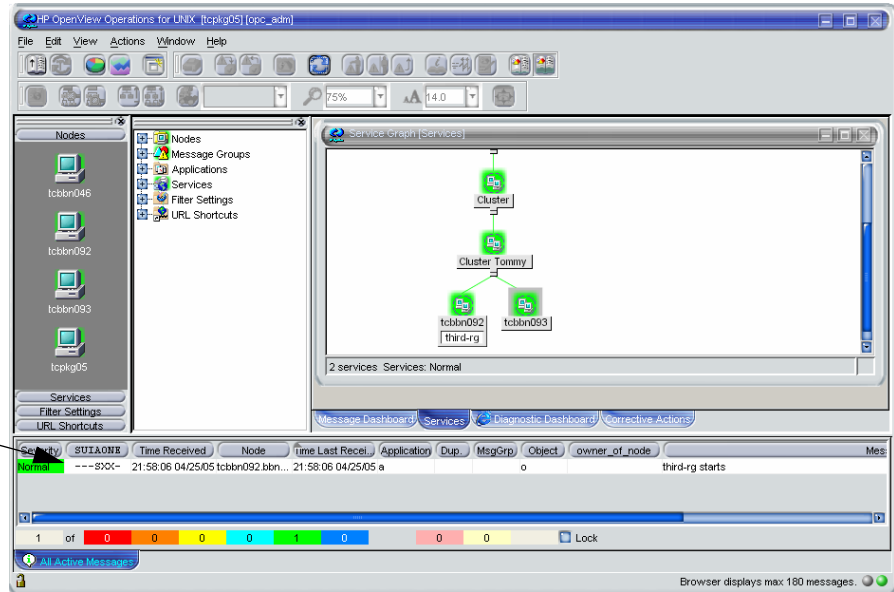 HP OpenView Operations for UNIX [tcpkg05] [opc_adm]
File Edit View Actions Window Help
75% 14.0
Nodes
tcbbn046
tcbbn092
tcbbn093
tcpkg05
Services
Filter Settings
URL Shortcuts
Nodes
Message Groups
Applications
Services
Filter Settings
URL Shortcuts
Service Graph [Services]
Cluster
Cluster Tommy
tcbbn092 tcbbn093
third-rg
2 services Services: Normal
Message Dashboard Services Diagnostic Dashboard Corrective Actions
Severity SUIAONE Time Received Node Time Last Recei... Application Dup... MsgGrp Object owner_of_node Mes
Normal ---SXX- 21:58:06 04/25/05 tcbbn092.bbn... 21:58:06 04/25/05 a o third-rg starts
1 of 0 0 0 0 1 0 0 0 Lock
All Active Messages
Browser displays max 180 messages.